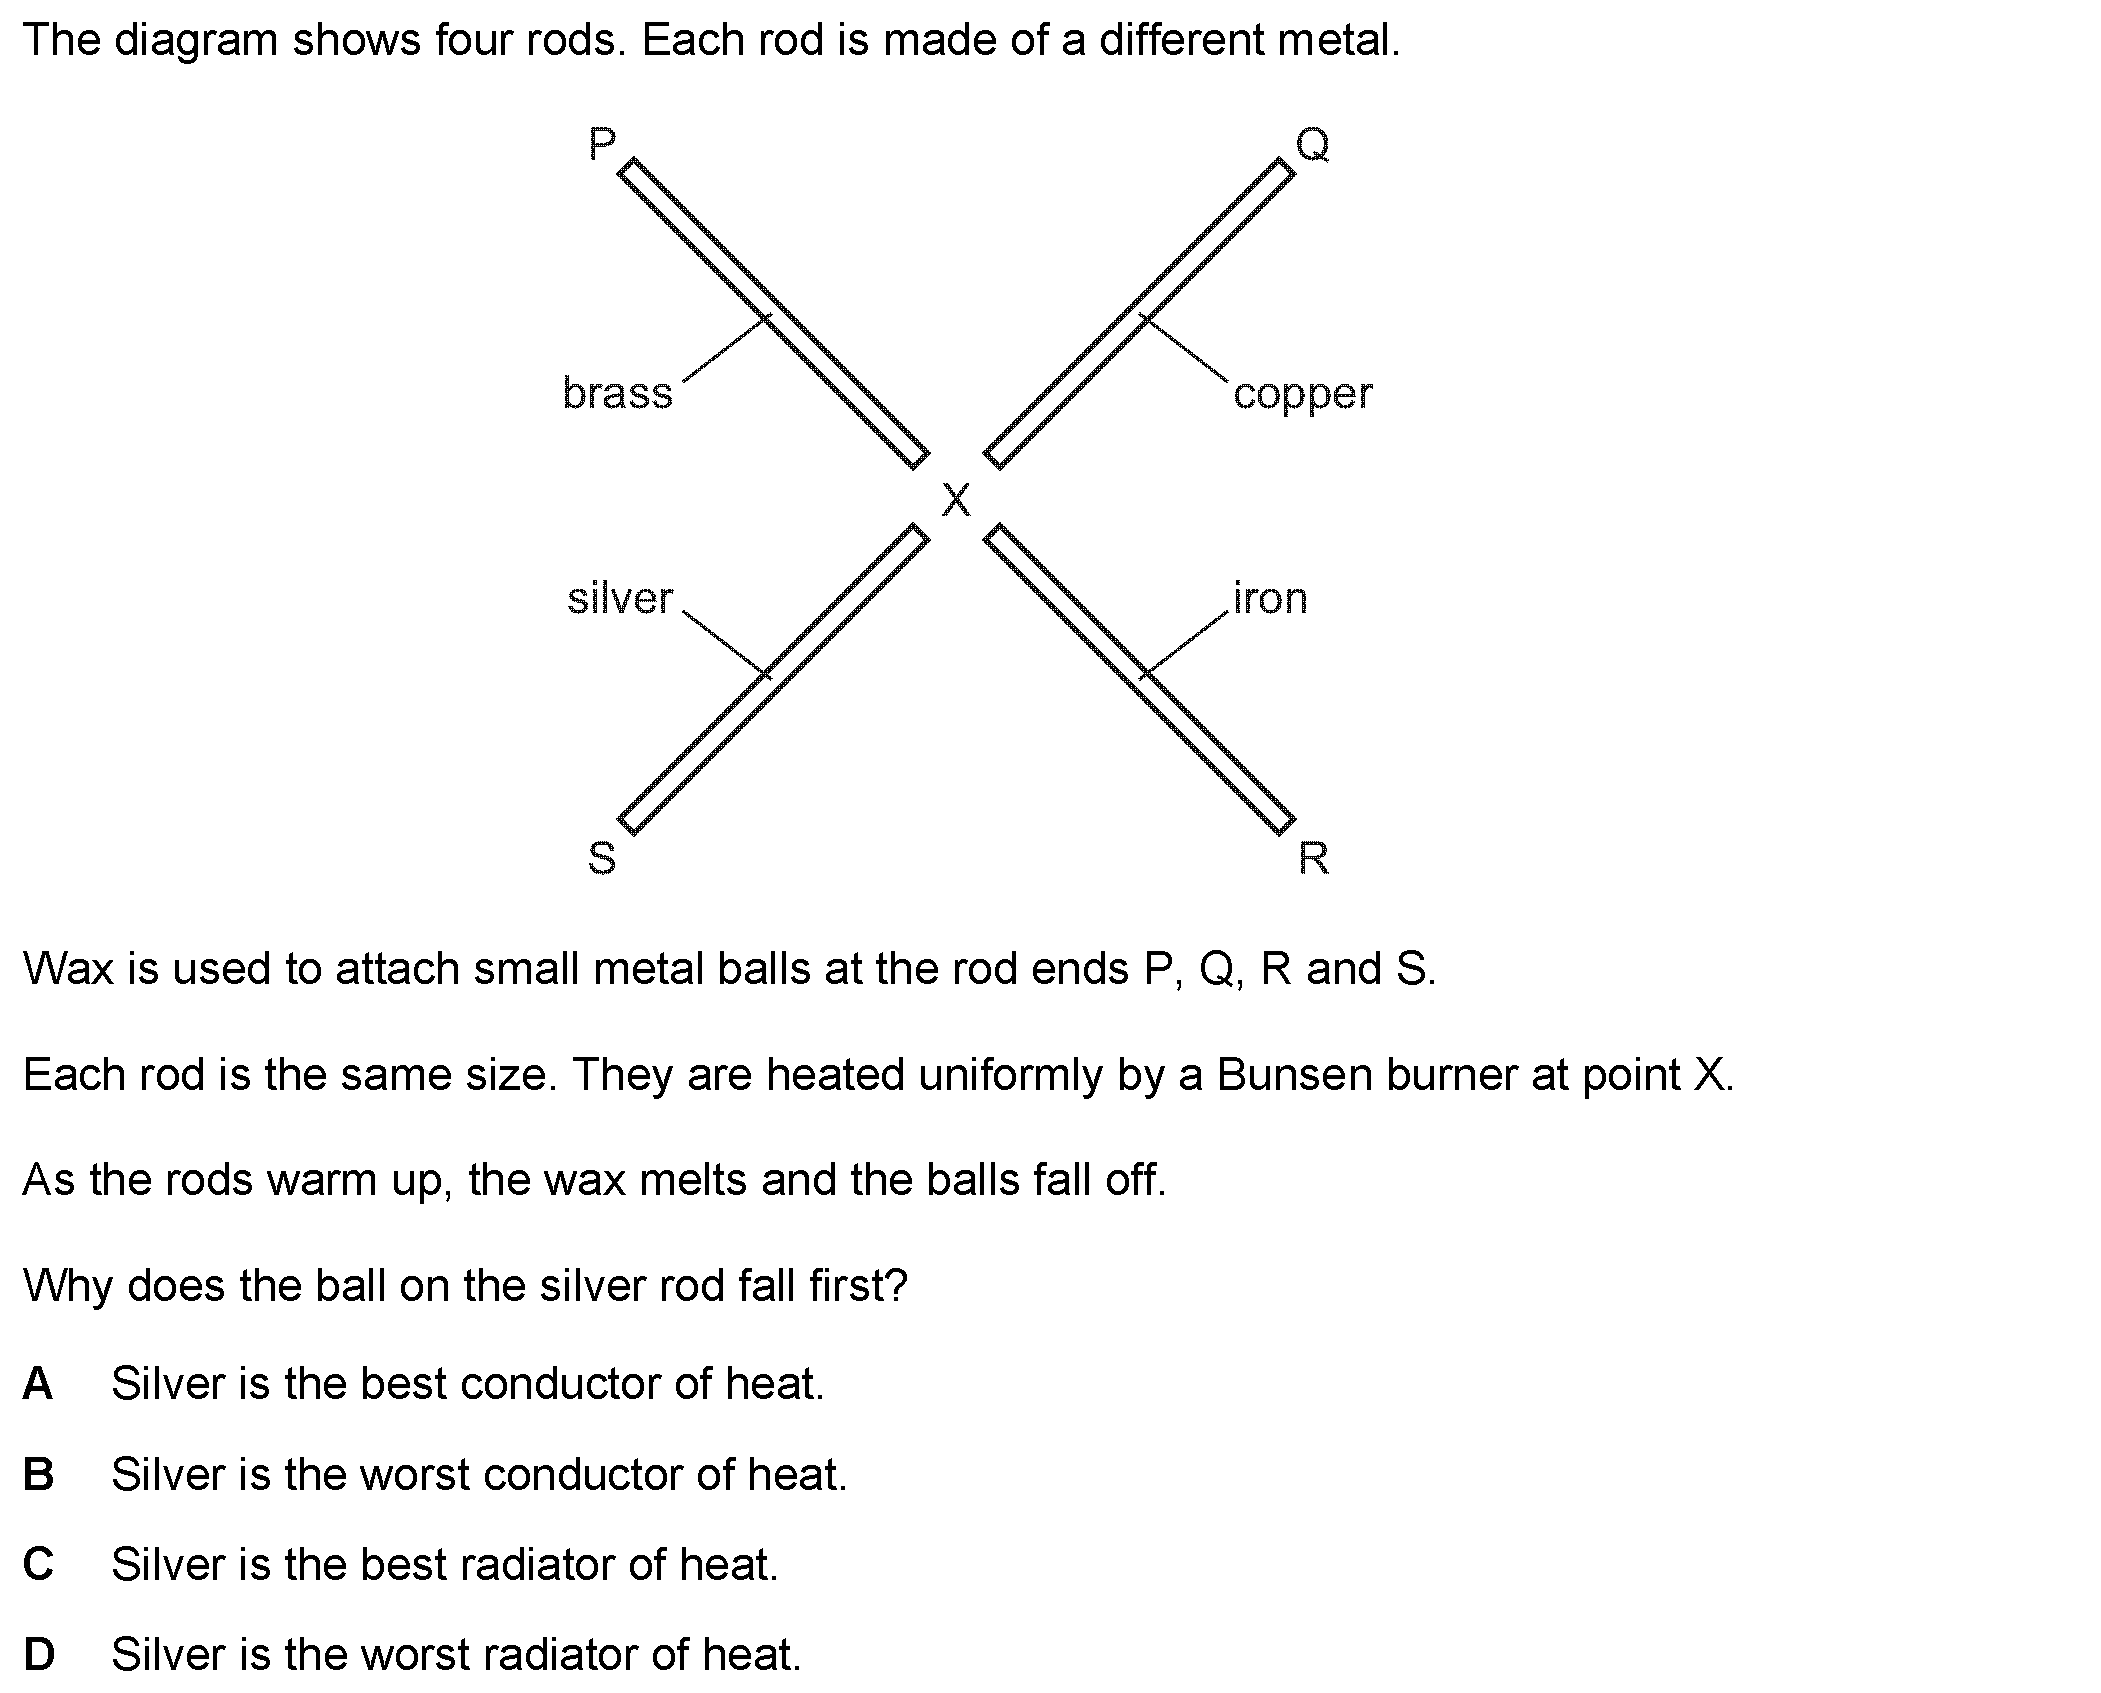 The diagram shows four rods. Each rod is made of a different metal.
P
Q
brass
copper
X
silver
iron
S
R
Wax is used to attach small metal balls at the rod ends P, Q, R and S.
Each rod is the same size. They are heated uniformly by a Bunsen burner at point X.
As the rods warm up, the wax melts and the balls fall off.
Why does the ball on the silver rod fall first?
A Silver is the best conductor of heat.
B Silver is the worst conductor of heat.
C Silver is the best radiator of heat.
D Silver is the worst radiator of heat.